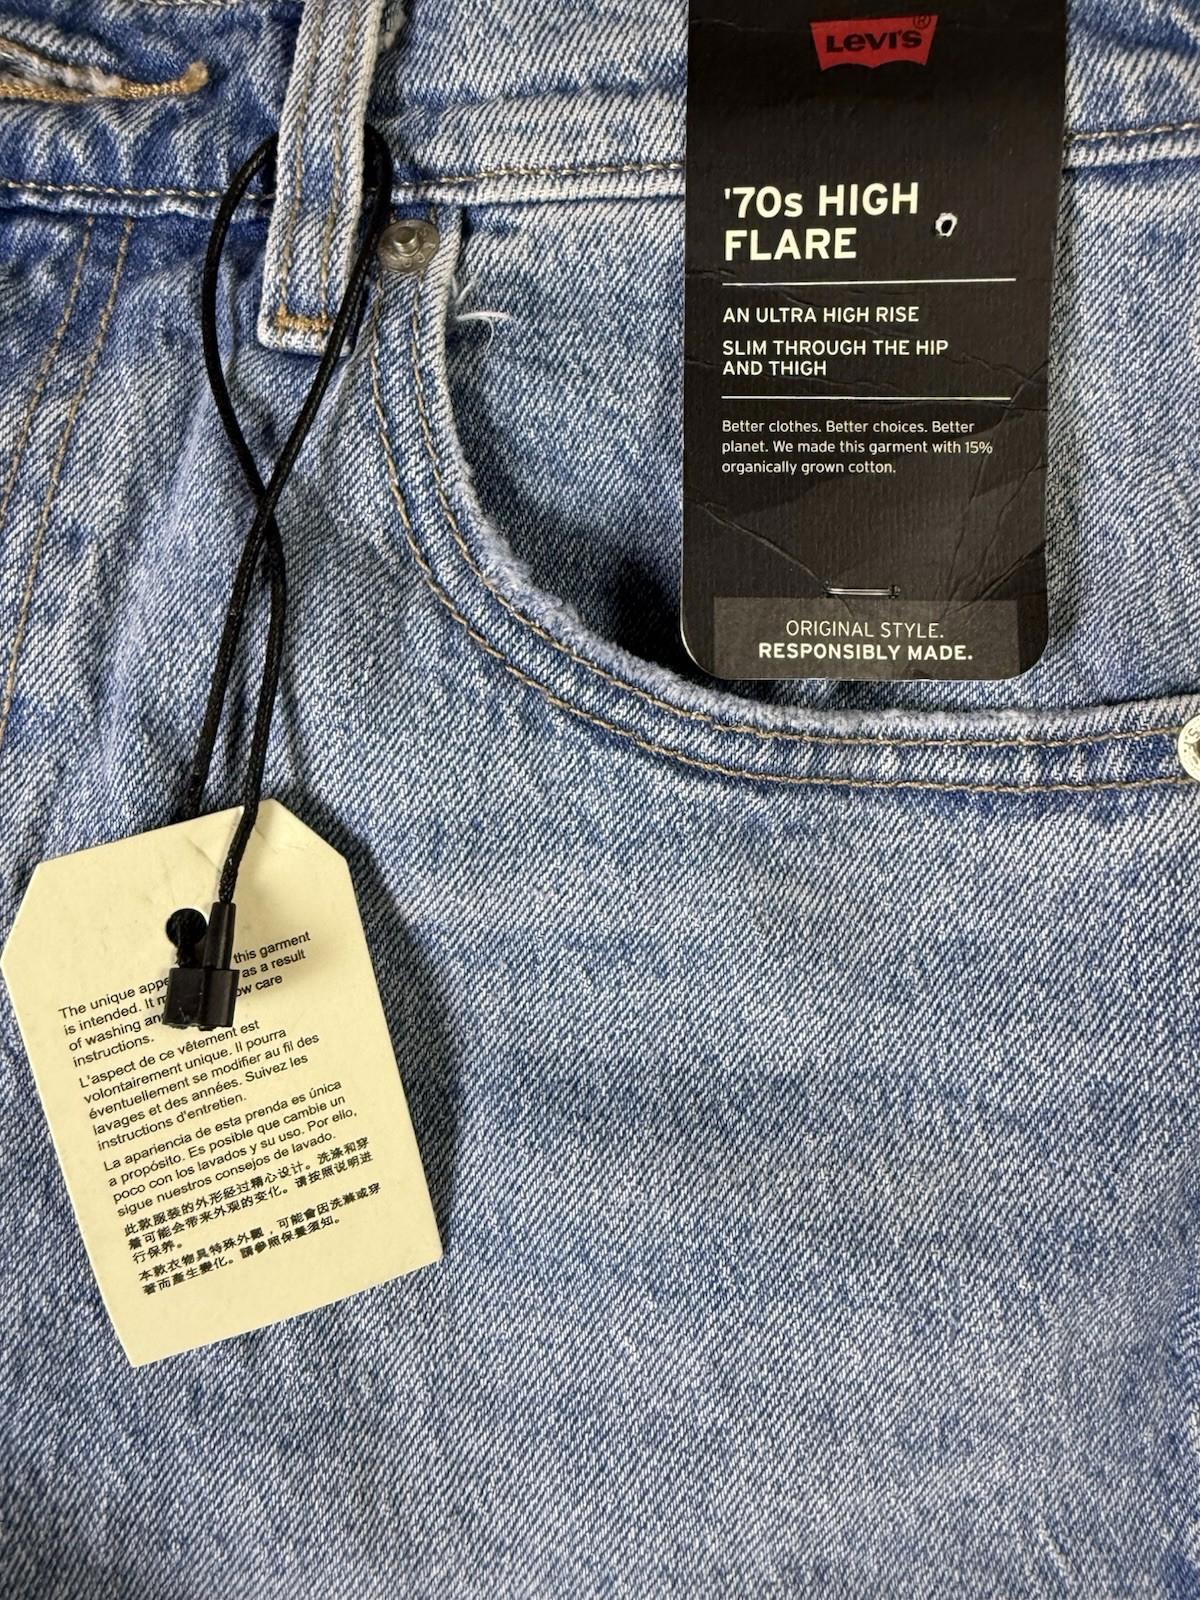 LEVI'S®
'70s HIGH
FLARE
AN ULTRA HIGH RISE
SLIM THROUGH THE HIP
AND THIGH
Better clothes. Better choices. Better
planet. We made this garment with 15%
organically grown cotton.
ORIGINAL STYLE.
RESPONSIBLY MADE.
The unique this garment
is intended. It as a result
of washing care
instructions.
L'aspect de ce vêtement est
volontairement unique. Il pourra
éventuellement se modifier au fil des
lavages et des années. Suivez les
instructions d'entretien.
La apariencia de esta prenda es única
a propósito. Es posible que cambie un
poco con los lavados y su uso. Por ello,
sigue nuestros consejos de lavado.
此款服装的外形经过精心设计。洗涤和穿
着可能会带来外观的变化。请按照说明进
行保养。
本款衣物具特殊外觀，可能會因洗滌或穿
著而產生變化。請參照保養須知。